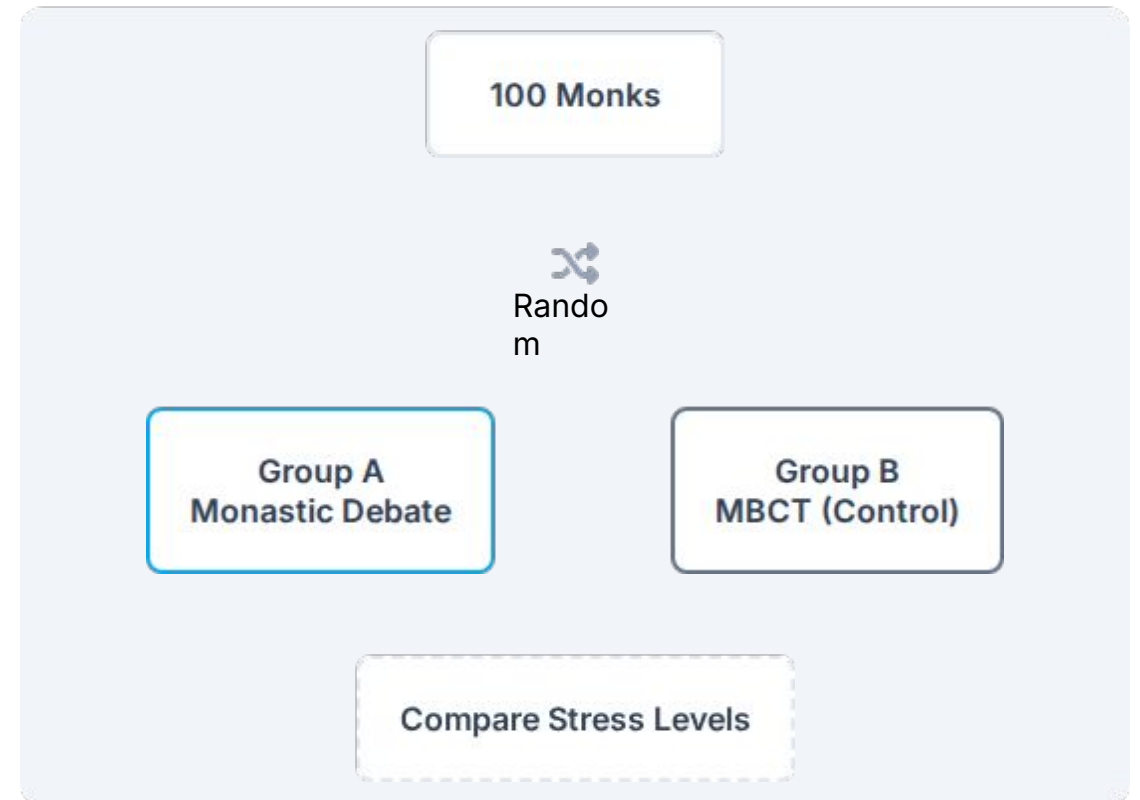 100 Monks
Rando
m
Group A
Monastic Debate
Group B
MBCT (Control)
Compare Stress Levels